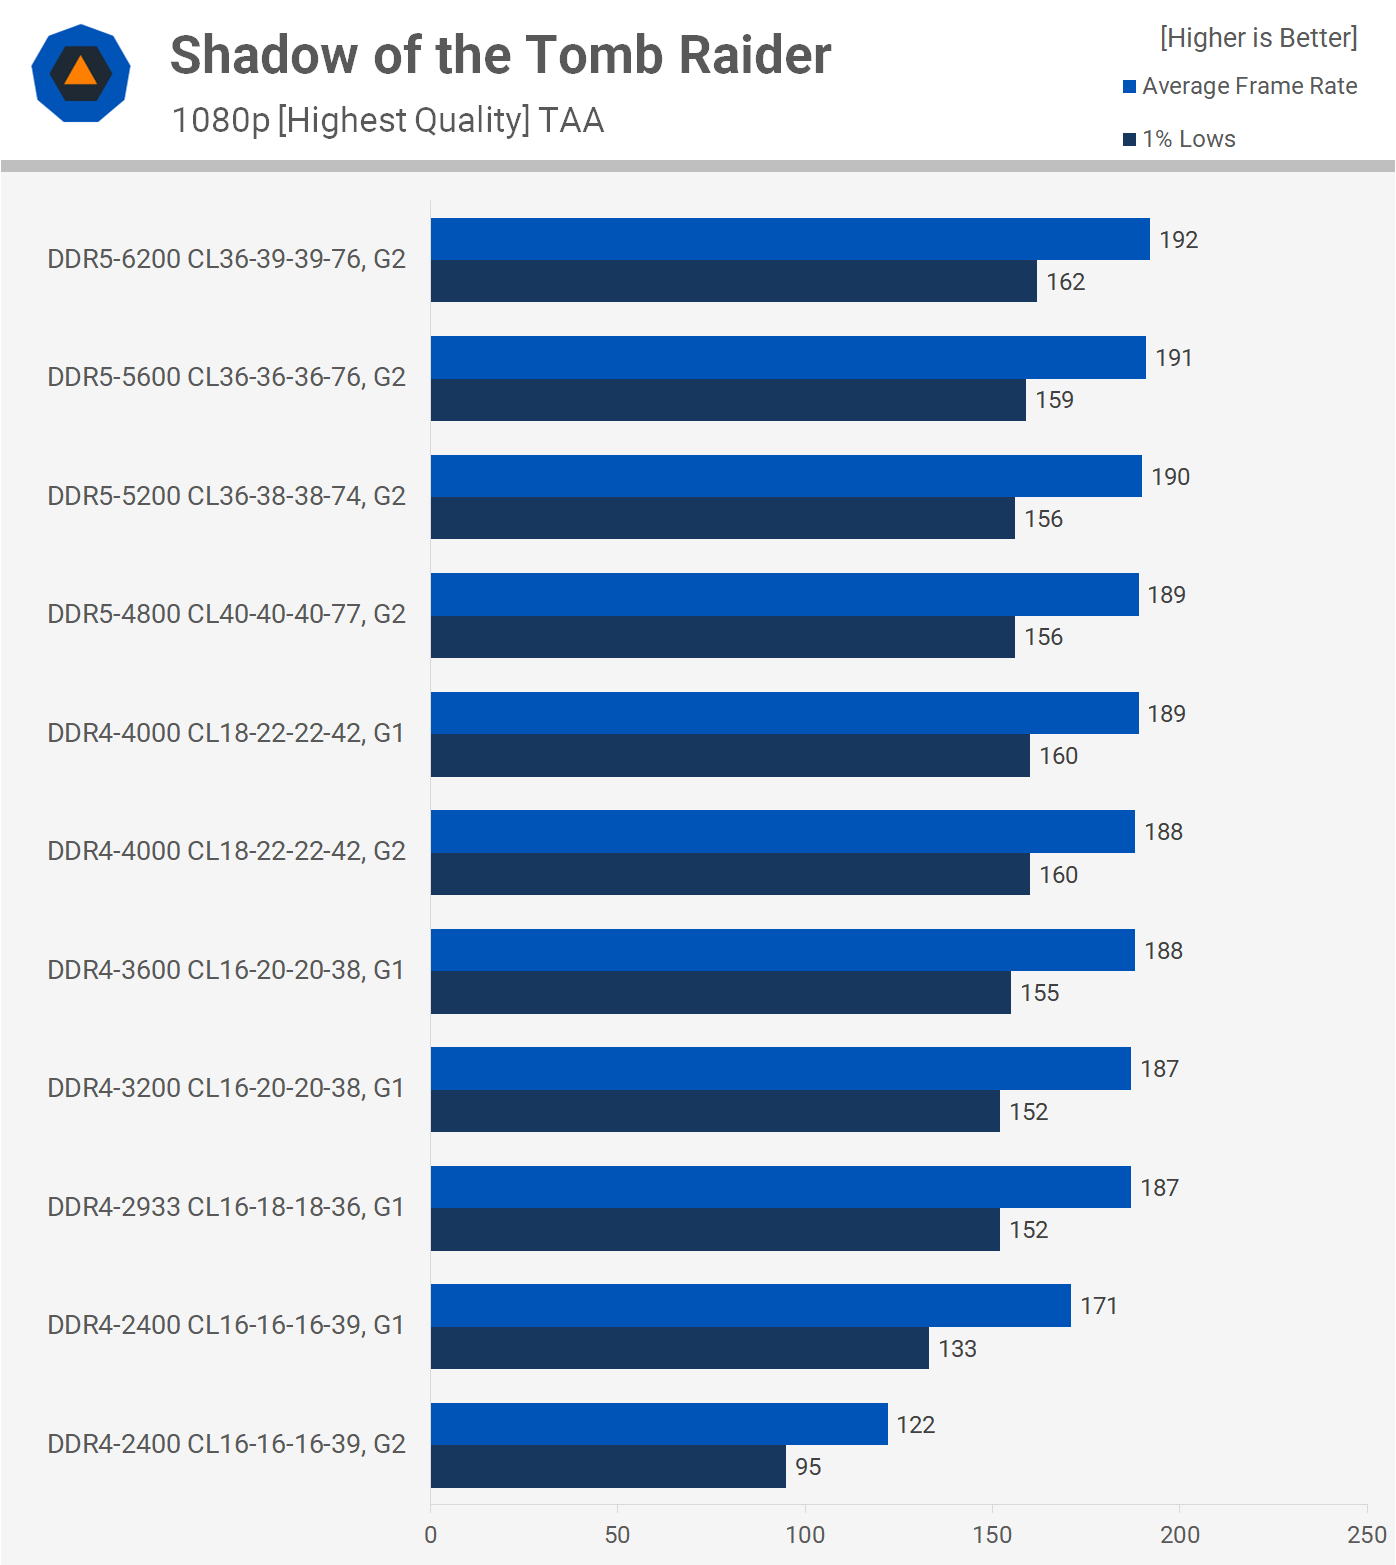 Shadow of the Tomb Raider
1080p [Highest Quality] TAA
[Higher is Better]
Average Frame Rate
1% Lows
DDR5-6200 CL36-39-39-76, G2
192
162
DDR5-5600 CL36-36-36-76, G2
191
159
DDR5-5200 CL36-38-38-74, G2
190
156
DDR5-4800 CL40-40-40-77, G2
189
156
DDR4-4000 CL18-22-22-42, G1
189
160
DDR4-4000 CL18-22-22-42, G2
188
160
DDR4-3600 CL16-20-20-38, G1
188
155
DDR4-3200 CL16-20-20-38, G1
187
152
DDR4-2933 CL16-18-18-36, G1
187
152
DDR4-2400 CL16-16-16-39, G1
171
133
DDR4-2400 CL16-16-16-39, G2
122
95
0 50 100 150 200 250